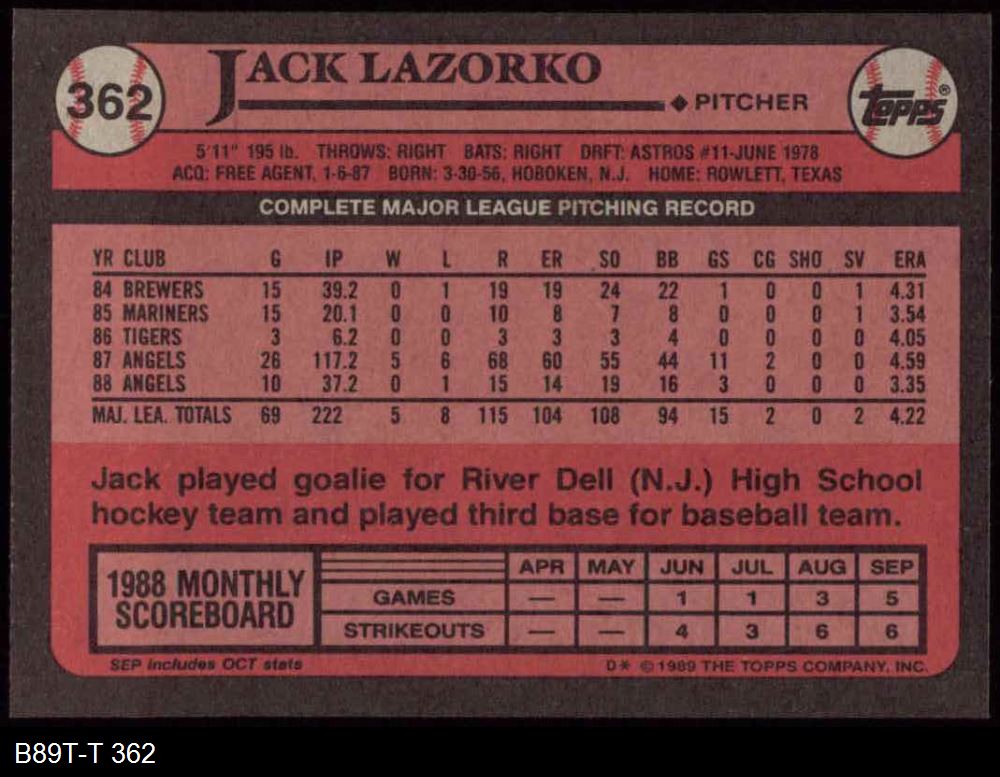 362
JACK LAZORKO
PITCHER
topps®
5'11" 195 lb. THROWS: RIGHT BATS: RIGHT DRFT: ASTROS #11-JUNE 1978
ACQ: FREE AGENT, 1-6-87 BORN: 3-30-56, HOBOKEN, N.J. HOME: ROWLETT, TEXAS
COMPLETE MAJOR LEAGUE PITCHING RECORD
YR CLUB G IP W L R ER SO BB GS CG SHO SV ERA
84 BREWERS 15 39.2 0 1 19 19 24 22 1 0 0 1 4.31
85 MARINERS 15 20.1 0 0 10 8 7 8 0 0 0 1 3.54
86 TIGERS 3 6.2 0 0 3 3 3 4 0 0 0 0 4.05
87 ANGELS 26 117.2 5 6 68 60 55 44 11 2 0 0 4.59
88 ANGELS 10 37.2 0 1 15 14 19 16 3 0 0 0 3.35
MAJ. LEA. TOTALS 69 222 5 8 115 104 108 94 15 2 0 2 4.22
Jack played goalie for River Dell (N.J.) High School
hockey team and played third base for baseball team.
1988 MONTHLY
SCOREBOARD
APR MAY JUN JUL AUG SEP
GAMES — — 1 1 3 5
STRIKEOUTS — — 4 3 6 6
SEP includes OCT stats
D* © 1989 THE TOPPS COMPANY, INC.
B89T-T 362